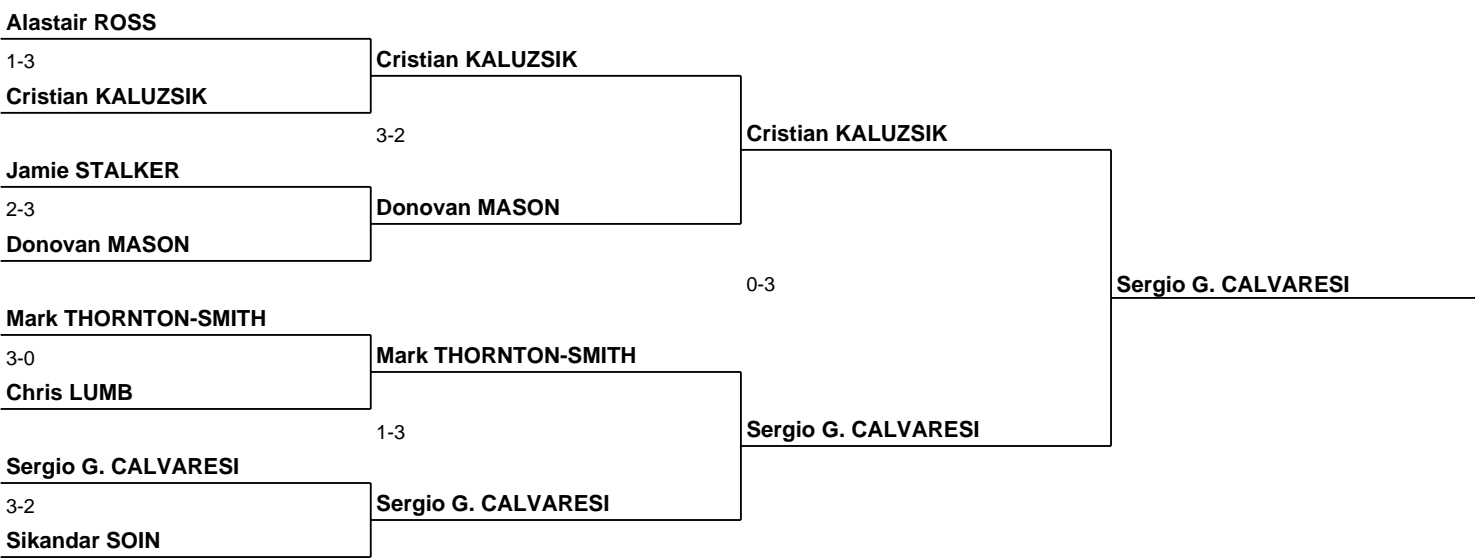 Alastair ROSS
1-3
Cristian KALUZSIK
Cristian KALUZSIK
3-2
Cristian KALUZSIK
Jamie STALKER
2-3
Donovan MASON
Donovan MASON
0-3
Sergio G. CALVARESI
Mark THORNTON-SMITH
3-0
Mark THORNTON-SMITH
Chris LUMB
1-3
Sergio G. CALVARESI
Sergio G. CALVARESI
3-2
Sergio G. CALVARESI
Sikandar SOIN